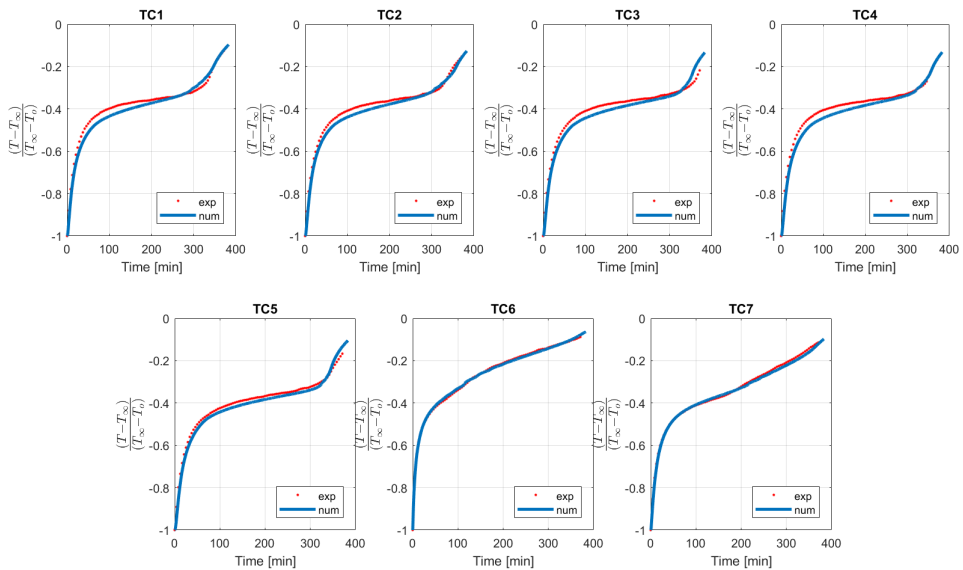 TC1 TC2 TC3 TC4
0 0 0 0
-0.2 -0.2 -0.2 -0.2
-0.4 -0.4 -0.4 -0.4
-0.6 -0.6 -0.6 -0.6
-0.8 -0.8 -0.8 -0.8
-1 -1 -1 -1
(T−T∞) (T−T∞) (T−T∞) (T−T∞)
(T∞−To) (T∞−To) (T∞−To) (T∞−To)
exp exp exp exp
num num num num
0 100 200 300 400 0 100 200 300 400 0 100 200 300 400 0 100 200 300 400
Time [min] Time [min] Time [min] Time [min]
TC5 TC6 TC7
0 0 0
-0.2 -0.2 -0.2
-0.4 -0.4 -0.4
-0.6 -0.6 -0.6
-0.8 -0.8 -0.8
-1 -1 -1
(T−T∞) (T−T∞) (T−T∞)
(T∞−To) (T∞−To) (T∞−To)
exp exp exp
num num num
0 100 200 300 400 0 100 200 300 400 0 100 200 300 400
Time [min] Time [min] Time [min]